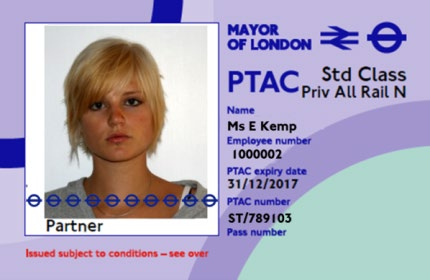 MAYOR
OF LONDON
PTAC
Std Class
Priv All Rail N
Name
Ms E Kemp
Employee number
1000002
PTAC expiry date
31/12/2017
PTAC number
ST/789103
Pass number
Partner
Issued subject to conditions – see over